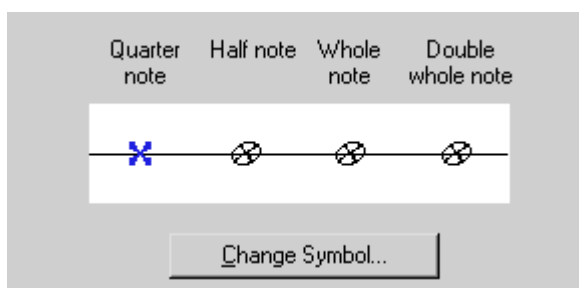 Quarter note
Half note
Whole note
Double whole note
Change Symbol...